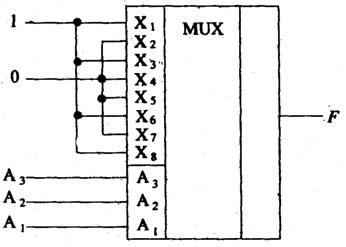 1 X₁ MUX
X₂
X₃
0 X₄
X₅
X₆ F
X₇
X₈
A₃ A₃
A₂ A₂
A₁ A₁